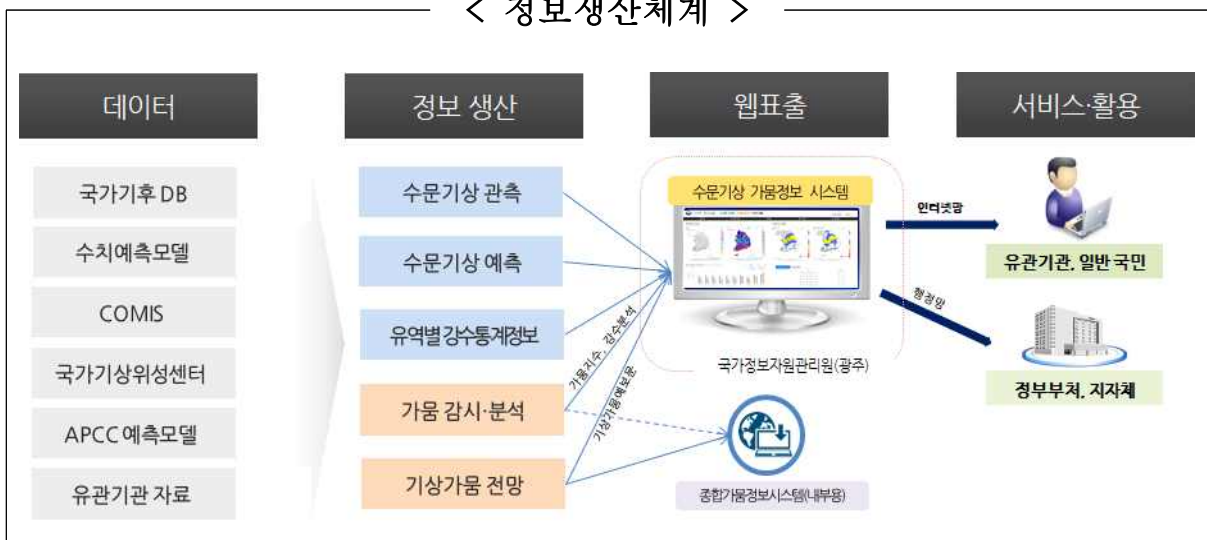 < 정보생산체계 >
데이터
국가기후 DB
수치예측모델
COMIS
국가기상위성센터
APCC 예측모델
유관기관 자료
정보 생산
수문기상 관측
수문기상 예측
유역별 강수통계정보
가뭄 감시·분석
기상가뭄 전망
가뭄지수, 강수분석
기상가뭄예보문
웹표출
수문기상 가뭄정보 시스템
국가정보자원관리원(광주)
종합가뭄정보시스템(내부용)
서비스·활용
인터넷망
유관기관, 일반 국민
행정망
정부부처, 지자체